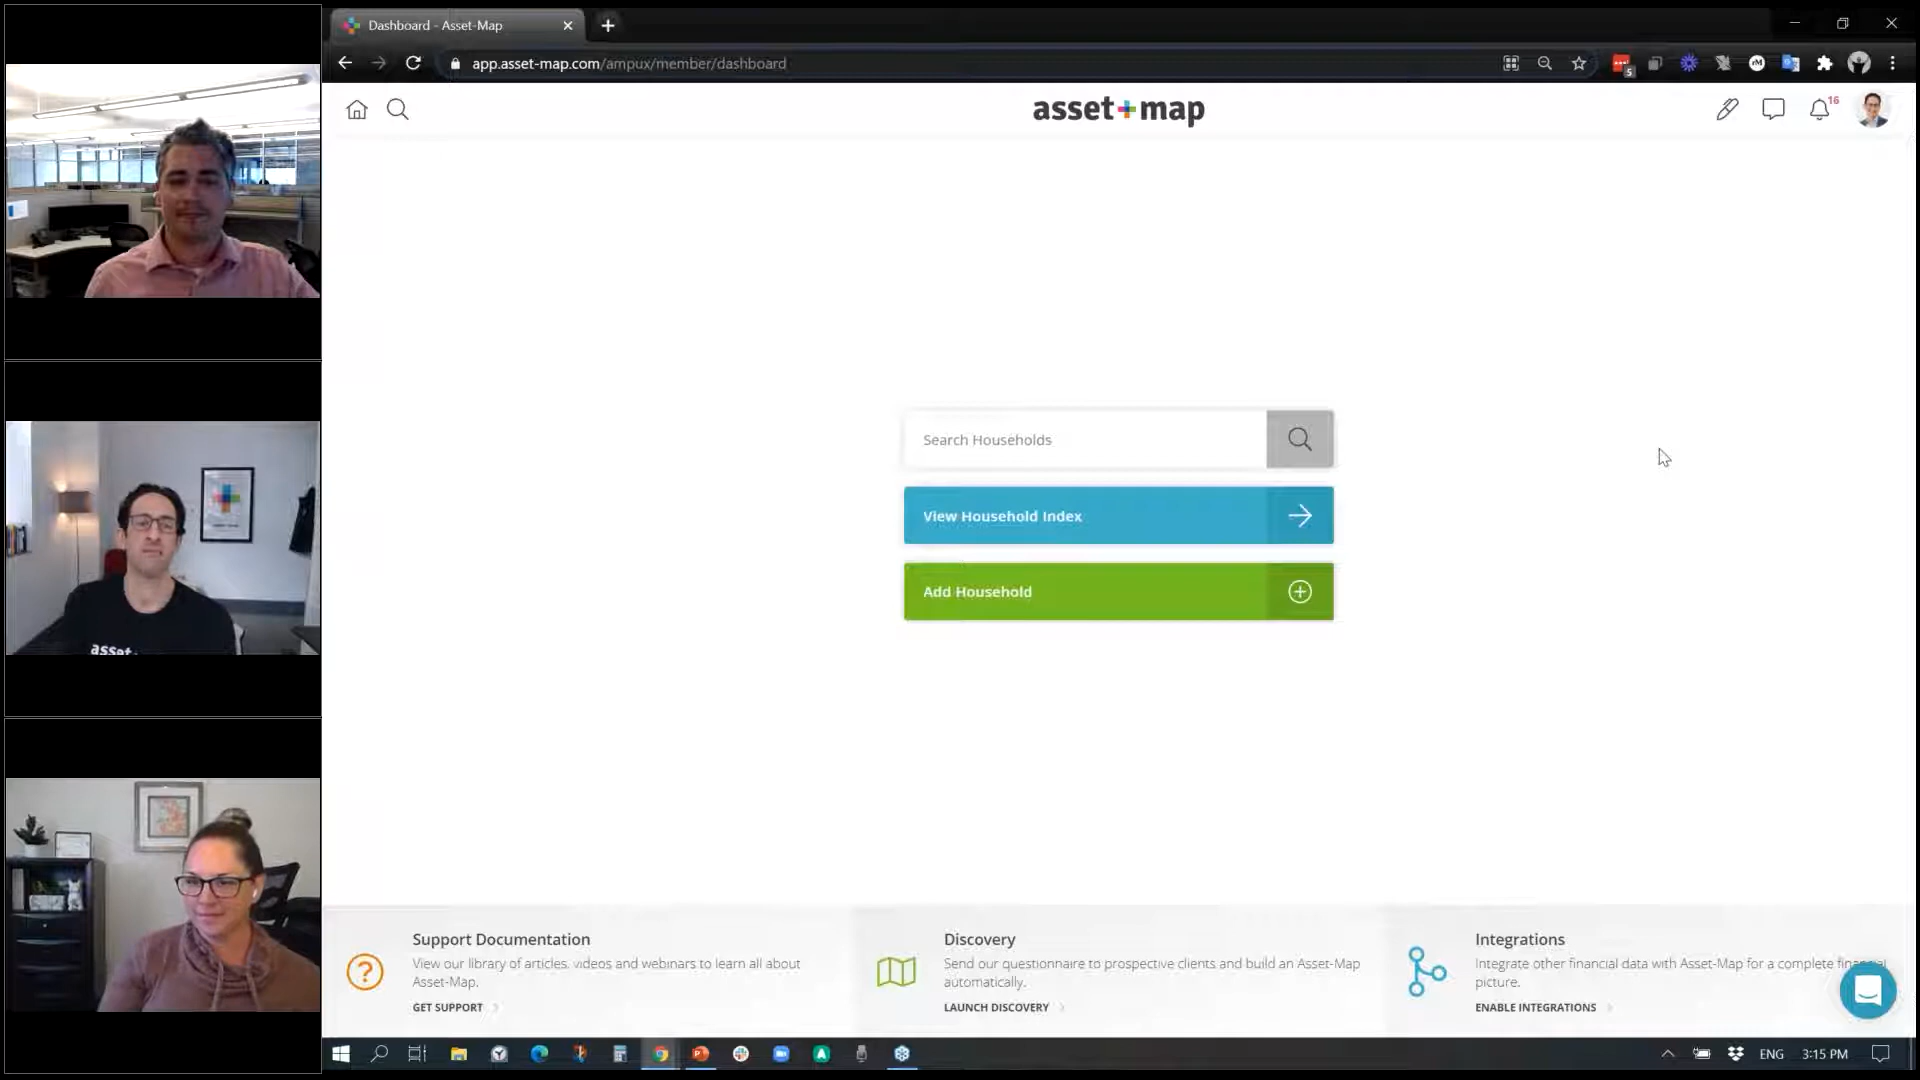 Dashboard - Asset-Map
app.asset-map.com/ampux/member/dashboard
5
asset+map
16
Search Households
View Household Index
Add Household
asset-
Support Documentation
View our library of articles, videos and webinars to learn all about
Asset-Map.
GET SUPPORT
Discovery
Send our questionnaire to prospective clients and build an Asset-Map
automatically.
LAUNCH DISCOVERY
Integrations
Integrate other financial data with Asset-Map for a complete financial
picture.
ENABLE INTEGRATIONS
ENG
3:15 PM